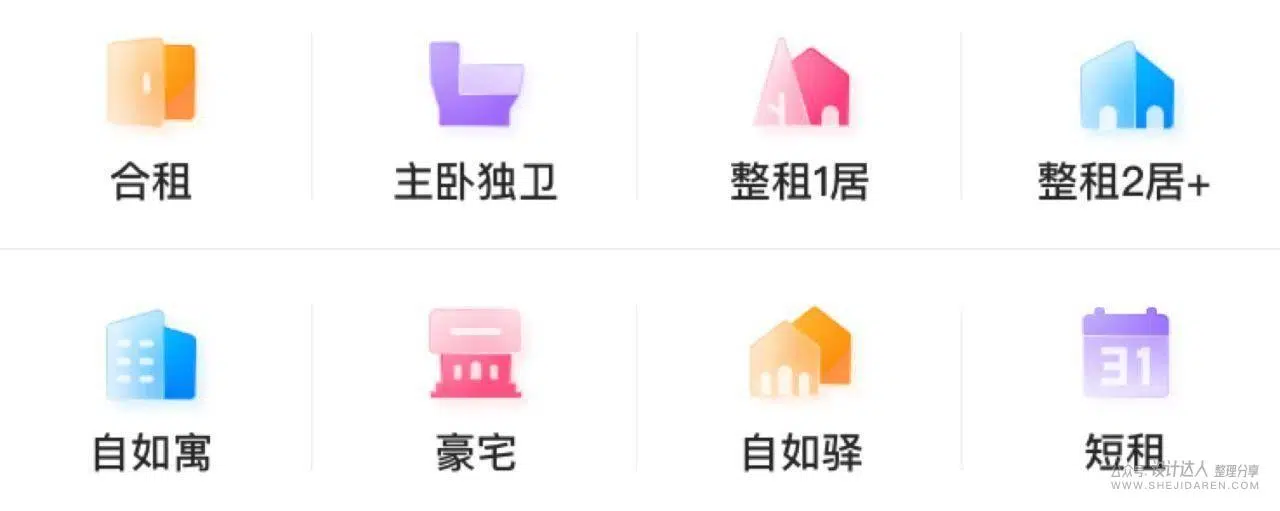 合租
主卧独卫
整租1居
整租2居+
31
自如寓
豪宅
自如驿
短租
公众号: 设计达人 整理分享
WWW.SHEJIDAREN.COM